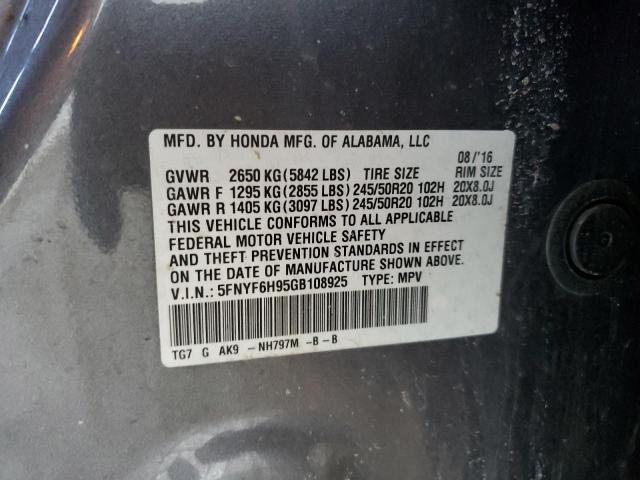 MFD. BY HONDA MFG. OF ALABAMA, LLC
08/'16
GVWR 2650 KG(5842 LBS) TIRE SIZE RIM SIZE
GAWR F 1295 KG(2855 LBS)245/50R20 102H 20X8.0J
GAWR R 1405 KG(3097 LBS)245/50R20 102H 20X8.0J
THIS VEHICLE CONFORMS TO ALL APPLICABLE
FEDERAL MOTOR VEHICLE SAFETY
AND THEFT PREVENTION STANDARDS IN EFFECT
ON THE DATE OF MANUFACTURE SHOWN ABOVE.
V.I.N.: 5FNYF6H95GB108925 TYPE: MPV
TG7 G AK9 -NH797M -B-B